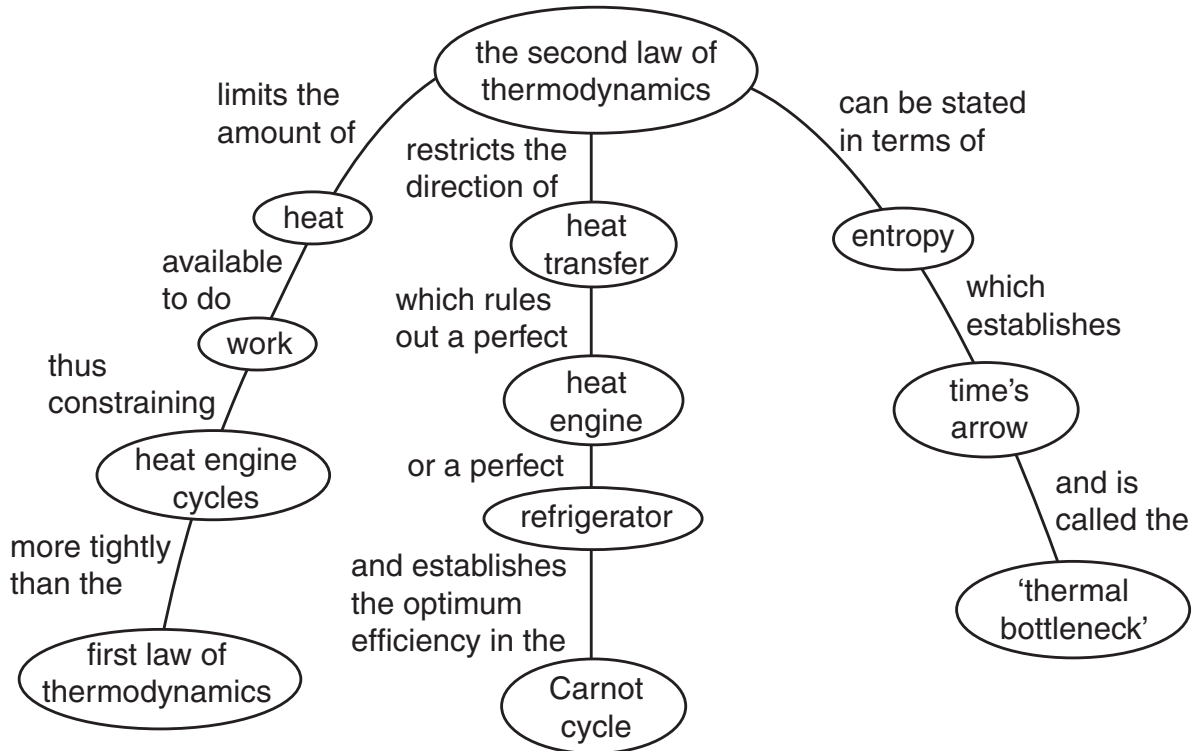 the second law of
thermodynamics
limits the
amount of
heat
available
to do
work
thus
constraining
heat engine
cycles
more tightly
than the
first law of
thermodynamics
restricts the
direction of
heat
transfer
which rules
out a perfect
heat
engine
or a perfect
refrigerator
and establishes
the optimum
efficiency in the
Carnot
cycle
can be stated
in terms of
entropy
which
establishes
time’s
arrow
and is
called the
‘thermal
bottleneck’